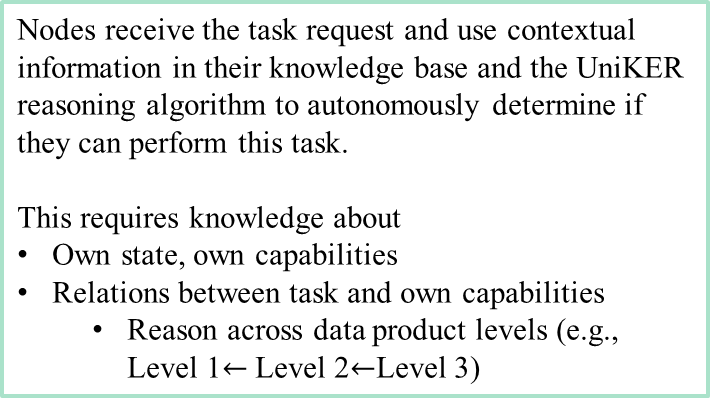 Nodes receive the task request and use contextual
information in their knowledge base and the UniKER
reasoning algorithm to autonomously determine if
they can perform this task.
This requires knowledge about
• Own state, own capabilities
• Relations between task and own capabilities
• Reason across data product levels (e.g.,
Level 1← Level 2←Level 3)